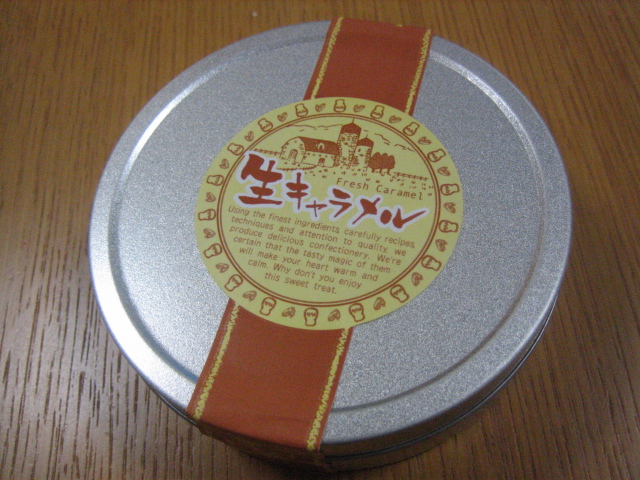 Fresh Caramel
生キャラメル
Using the finest ingredients, carefully recipes,
techniques and attention to quality, we
produce delicious confectionery. We're
certain that the tasty magic of them
will make your heart warm and
calm. Why don't you enjoy
this sweet treat.